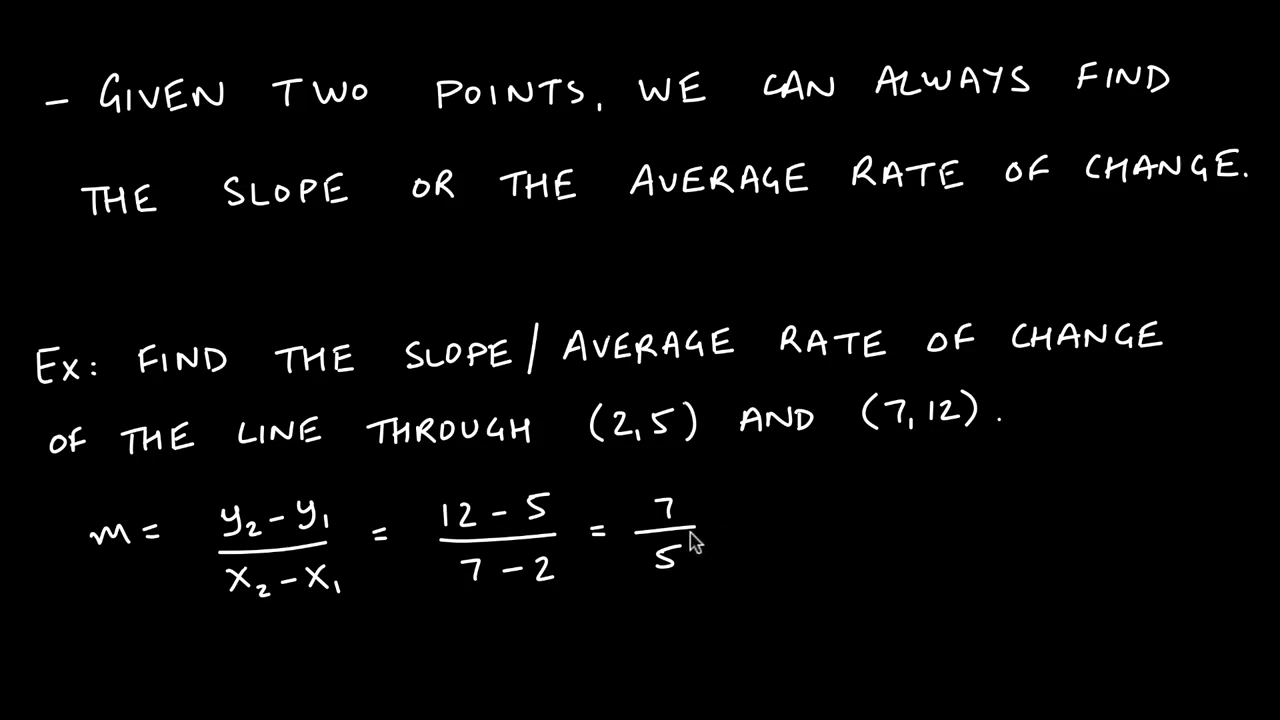 - GIVEN TWO POINTS, WE CAN ALWAYS FIND
THE SLOPE OR THE AVERAGE RATE OF CHANGE.
Ex: FIND THE SLOPE/AVERAGE RATE OF CHANGE
OF THE LINE THROUGH (2,5) AND (7,12).
m = (y₂ - y₁)/(x₂ - x₁) = (12 - 5)/(7 - 2) = 7/5